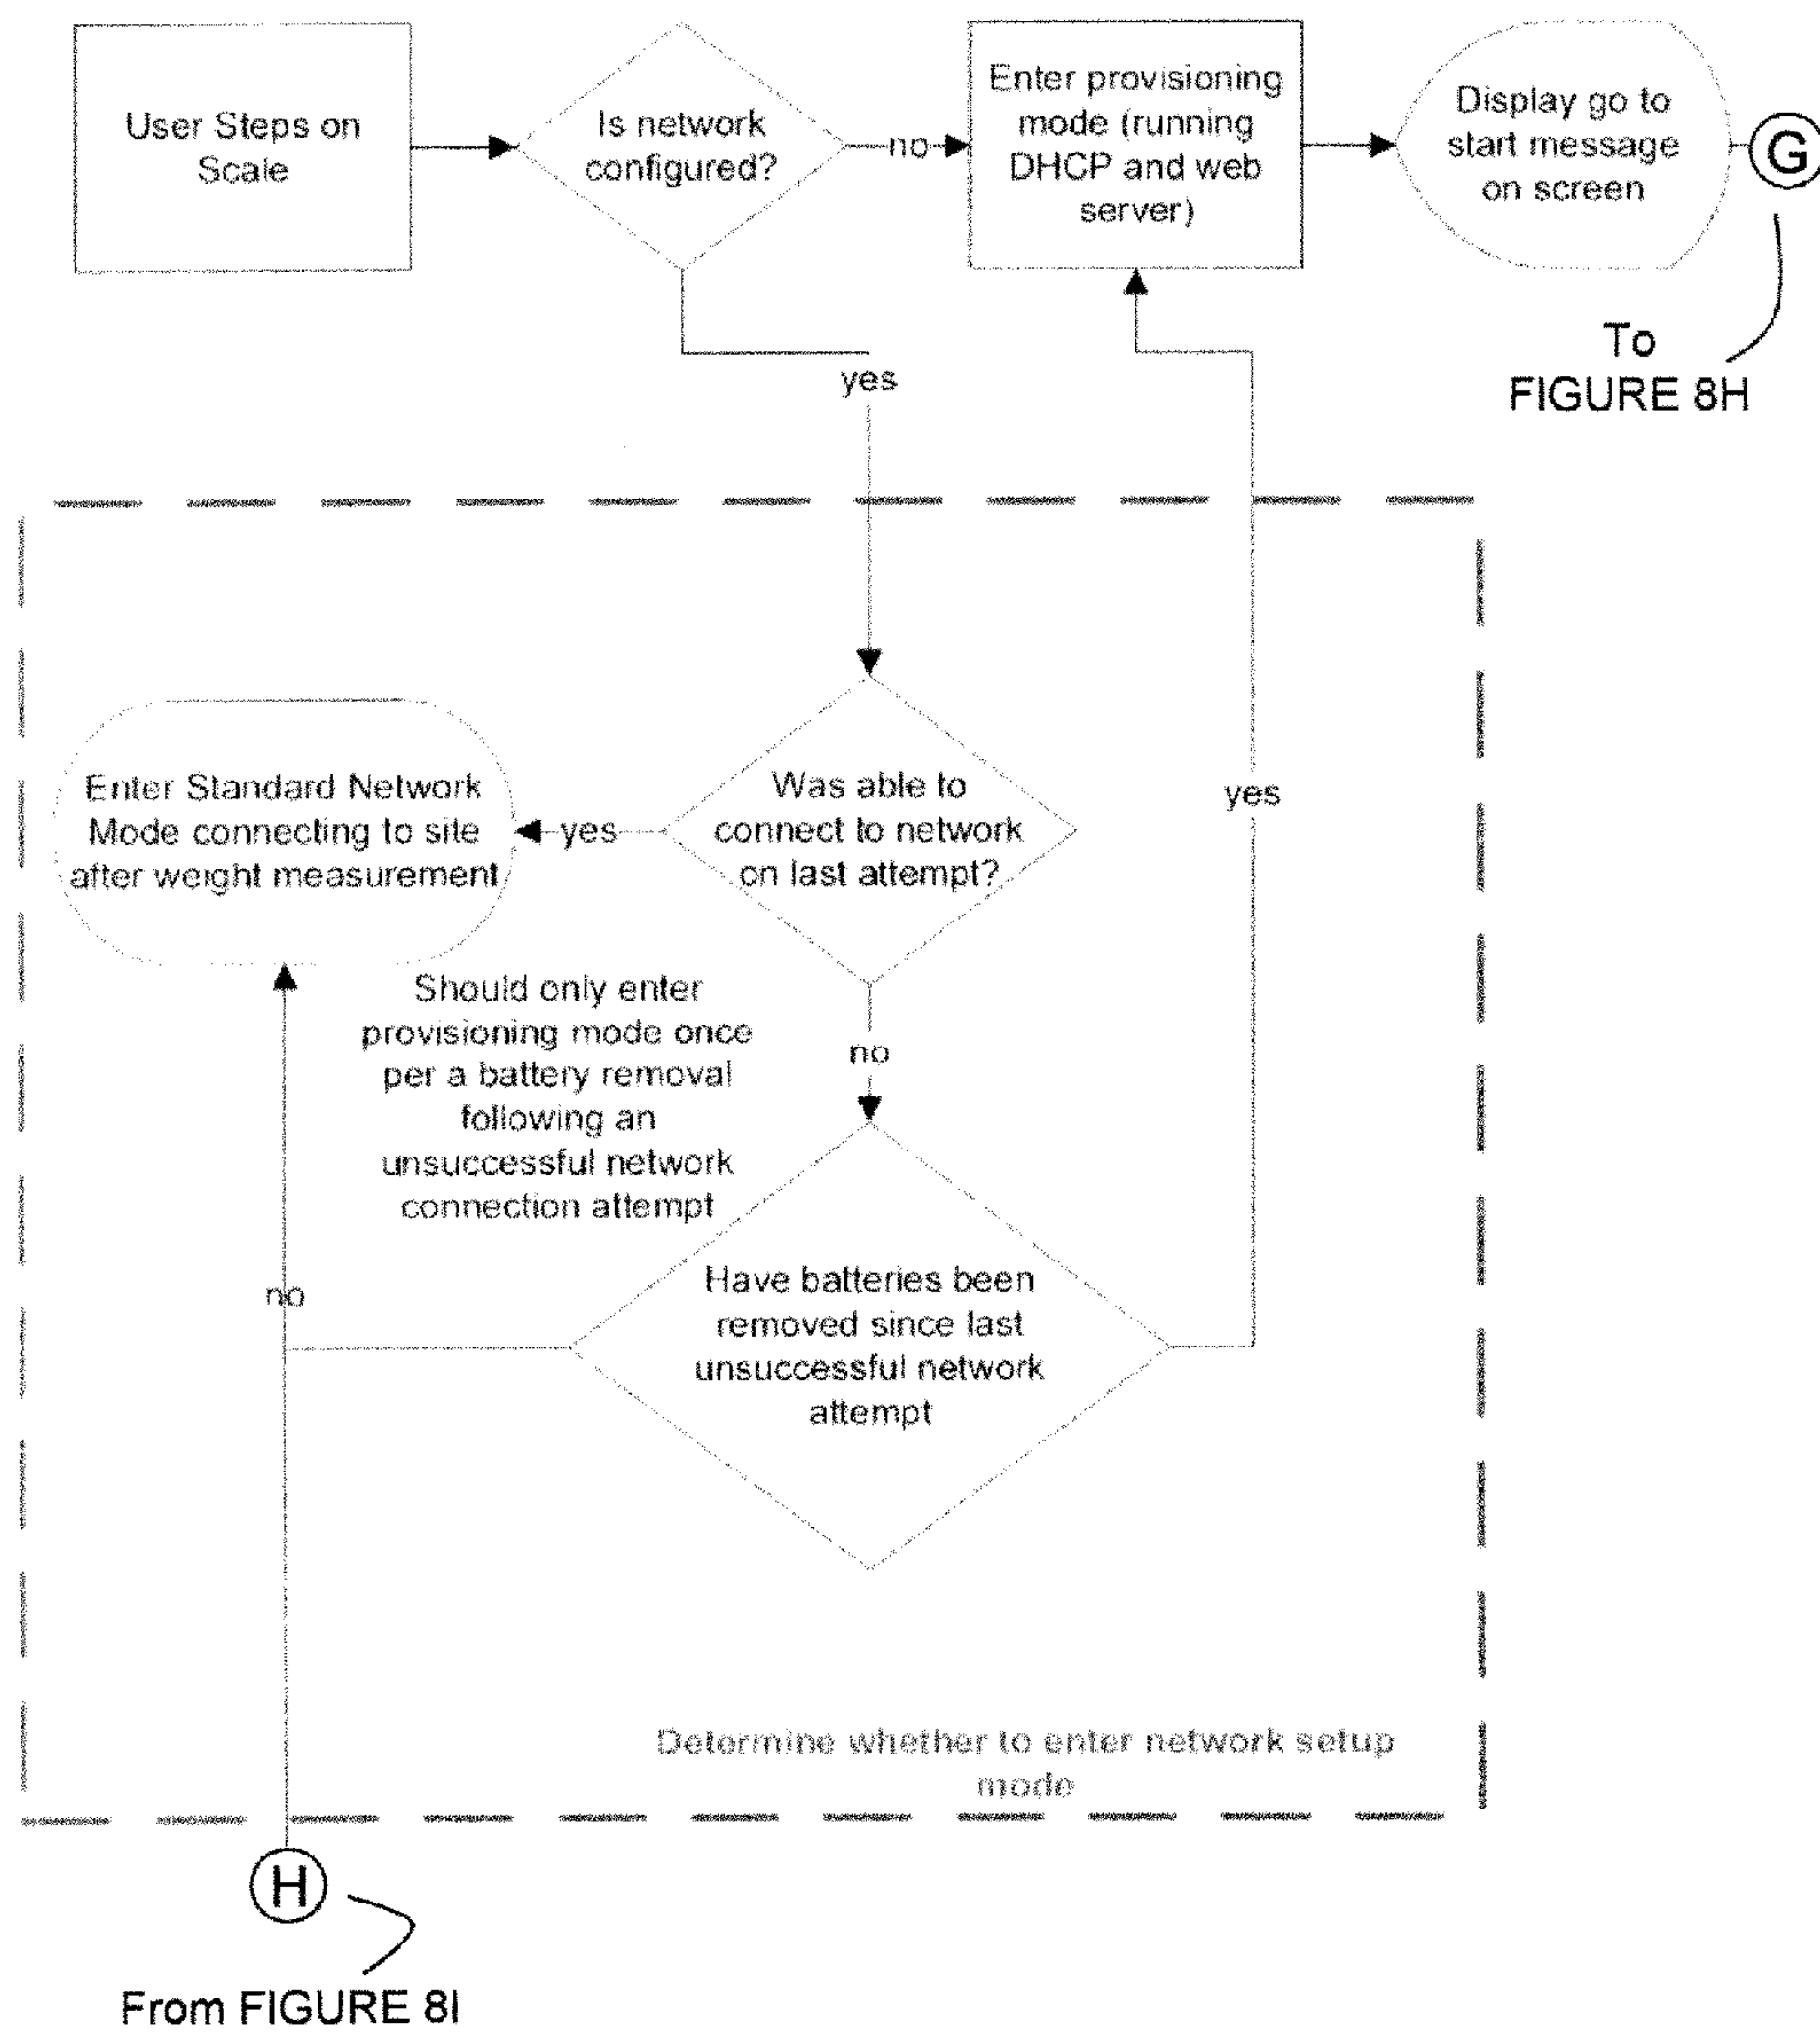 User Steps on
Scale
Is network
configured?
no
Enter provisioning
mode (running
DHCP and web
server)
Display go to
start message
on screen
G
To
FIGURE 8H
yes
Enter Standard Network
Mode connecting to site
after weight measurement
yes
Was able to
connect to network
on last attempt?
yes
no
Should only enter
provisioning mode once
per a battery removal
following an
unsuccessful network
connection attempt
no
Have batteries been
removed since last
unsuccessful network
attempt
Determine whether to enter network setup
mode
H
From FIGURE 8I